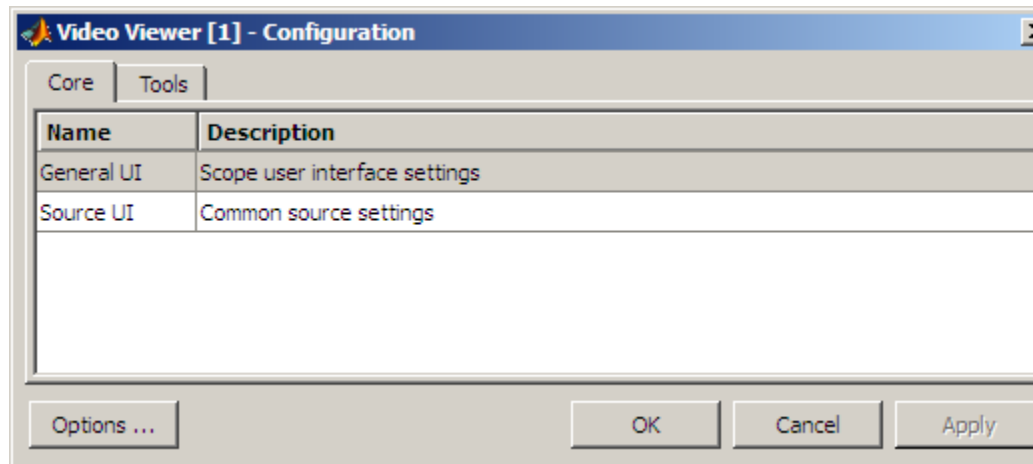 Video Viewer [1] - Configuration
Core Tools
Name Description
General UI Scope user interface settings
Source UI Common source settings
Options ... OK Cancel Apply